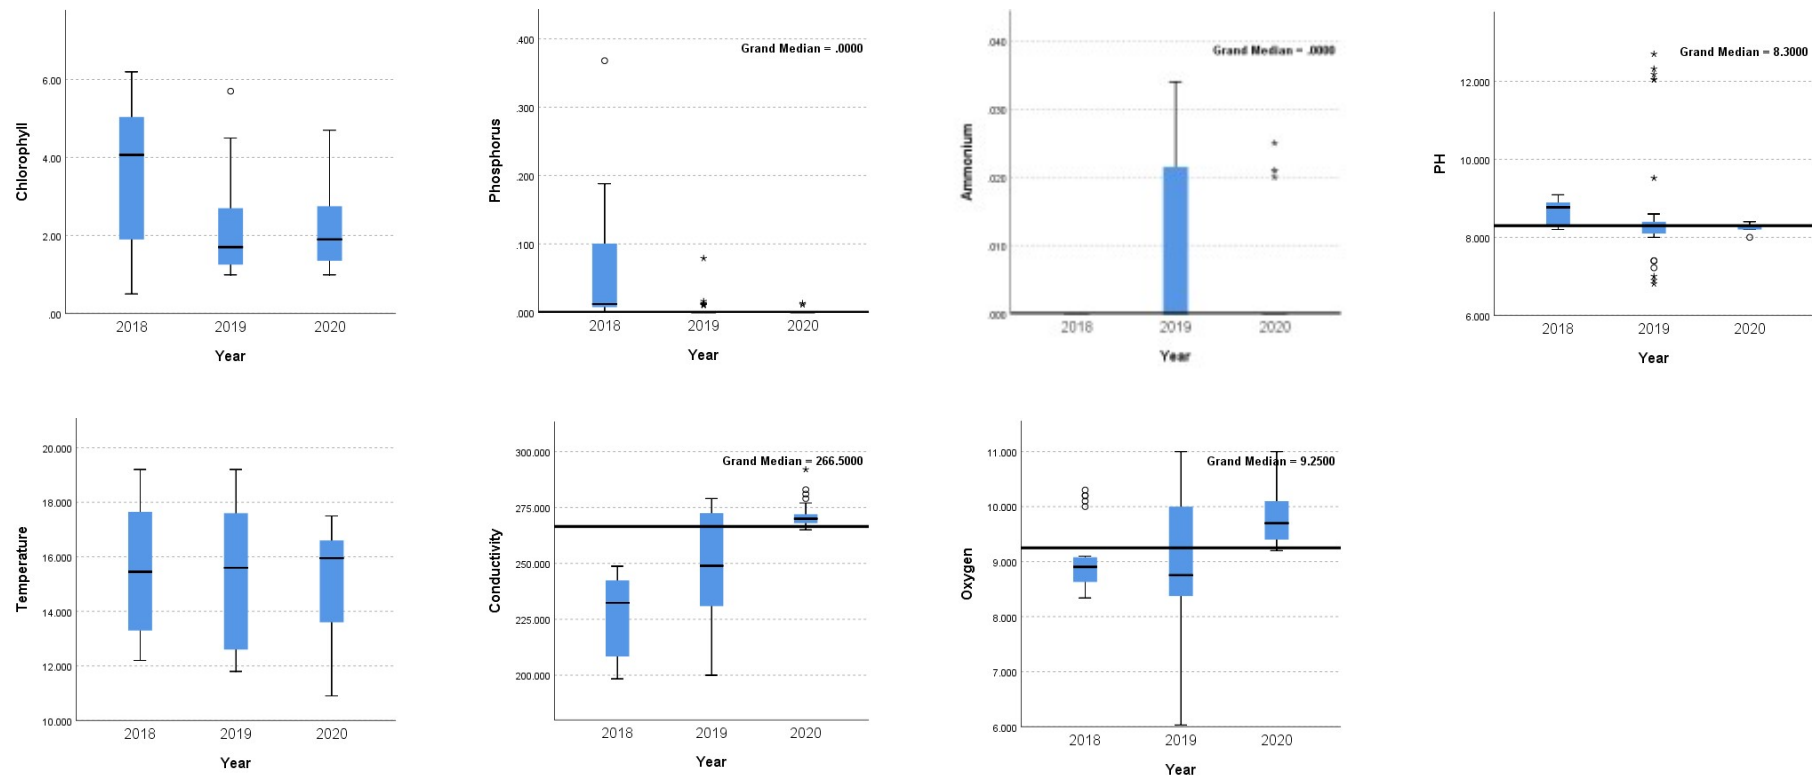 Chlorophyll
6.00
4.00
2.00
.00
2018 2019 2020
Year
Phosphorus
Grand Median = .0000
.400
.300
.200
.100
.000
2018 2019 2020
Year
Ammonium
Grand Median = .0000
.040
.030
.020
.010
.000
2018 2019 2020
Year
PH
Grand Median = 8.3000
12.000
10.000
8.000
6.000
2018 2019 2020
Year
Temperature
20.000
18.000
16.000
14.000
12.000
10.000
2018 2019 2020
Year
Conductivity
Grand Median = 266.5000
300.000
275.000
250.000
225.000
200.000
2018 2019 2020
Year
Oxygen
Grand Median = 9.2500
11.000
10.000
9.000
8.000
7.000
6.000
2018 2019 2020
Year